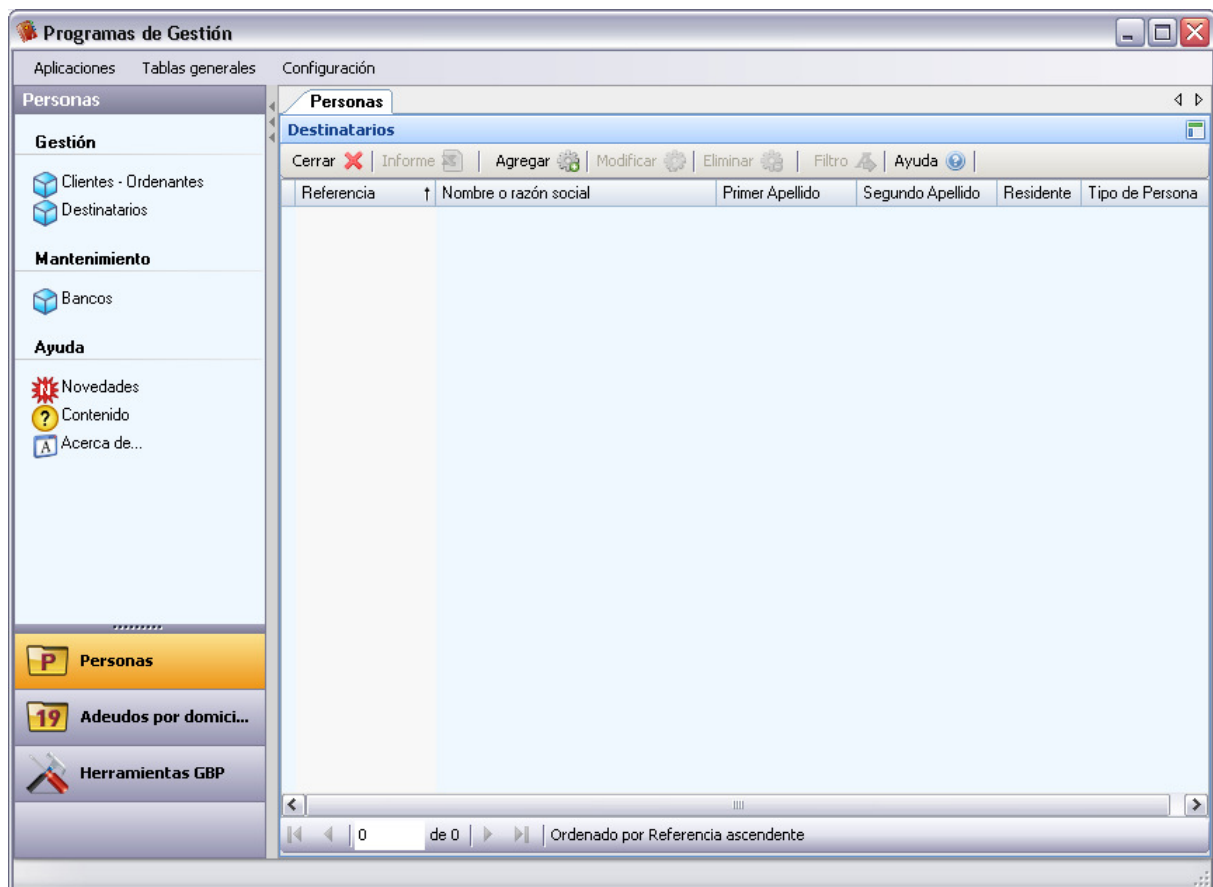 Programas de Gestión
Aplicaciones Tablas generales Configuración
Personas
Gestión
Clientes - Ordenantes
Destinatarios
Mantenimiento
Bancos
Ayuda
N Novedades
? Contenido
A Acerca de...
P Personas
19 Adeudos por domici...
Herramientas GBP
Personas
Destinatarios
Cerrar Informe Agregar Modificar Eliminar Filtro Ayuda ?
Referencia ↑ Nombre o razón social Primer Apellido Segundo Apellido Residente Tipo de Persona
0 de 0 Ordenado por Referencia ascendente